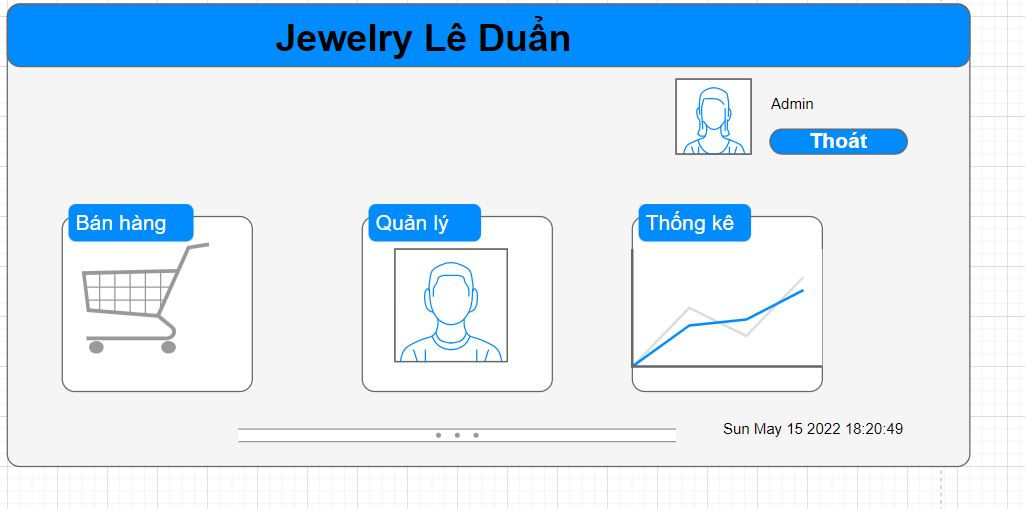 Jewelry Lê Duẩn
Admin
Thoát
Bán hàng
Quản lý
Thống kê
Sun May 15 2022 18:20:49